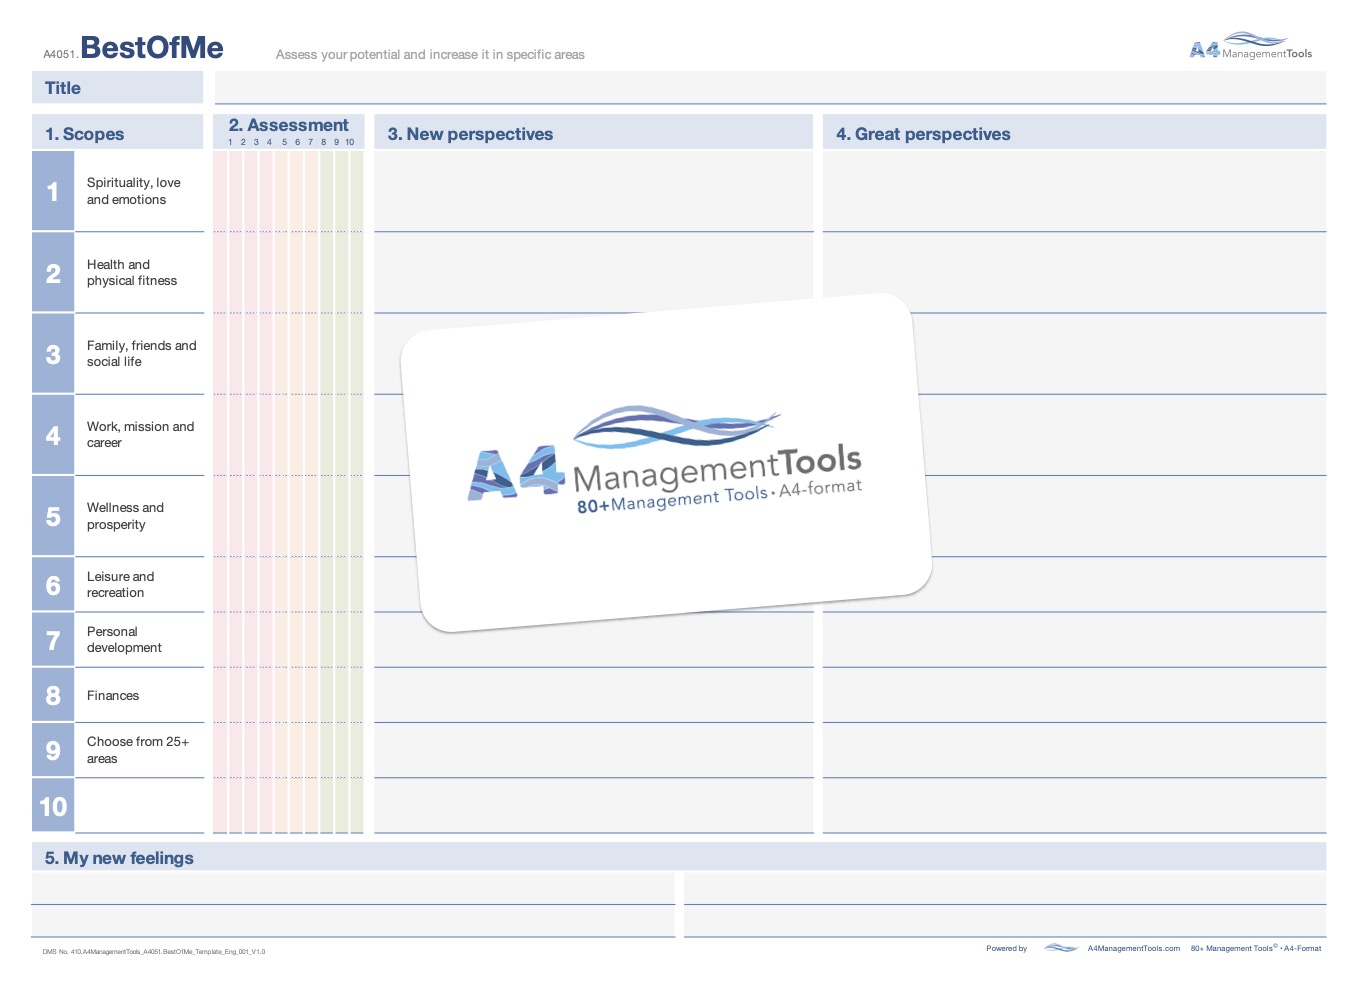 A4051.BestOfMe
Assess your potential and increase it in specific areas
A4 ManagementTools
Title
1. Scopes
2. Assessment
1 2 3 4 5 6 7 8 9 10
3. New perspectives
4. Great perspectives
1
Spirituality, love
and emotions
2
Health and
physical fitness
3
Family, friends and
social life
4
Work, mission and
career
5
Wellness and
prosperity
6
Leisure and
recreation
7
Personal
development
8
Finances
9
Choose from 25+
areas
10
A4 ManagementTools
80+Management Tools • A4-format
5. My new feelings
DMS No. 410.A4ManagementTools_A4051.BestOfMe_Template_Eng_001_V1.0
Powered by
A4ManagementTools.com
80+ Management Tools© • A4-Format